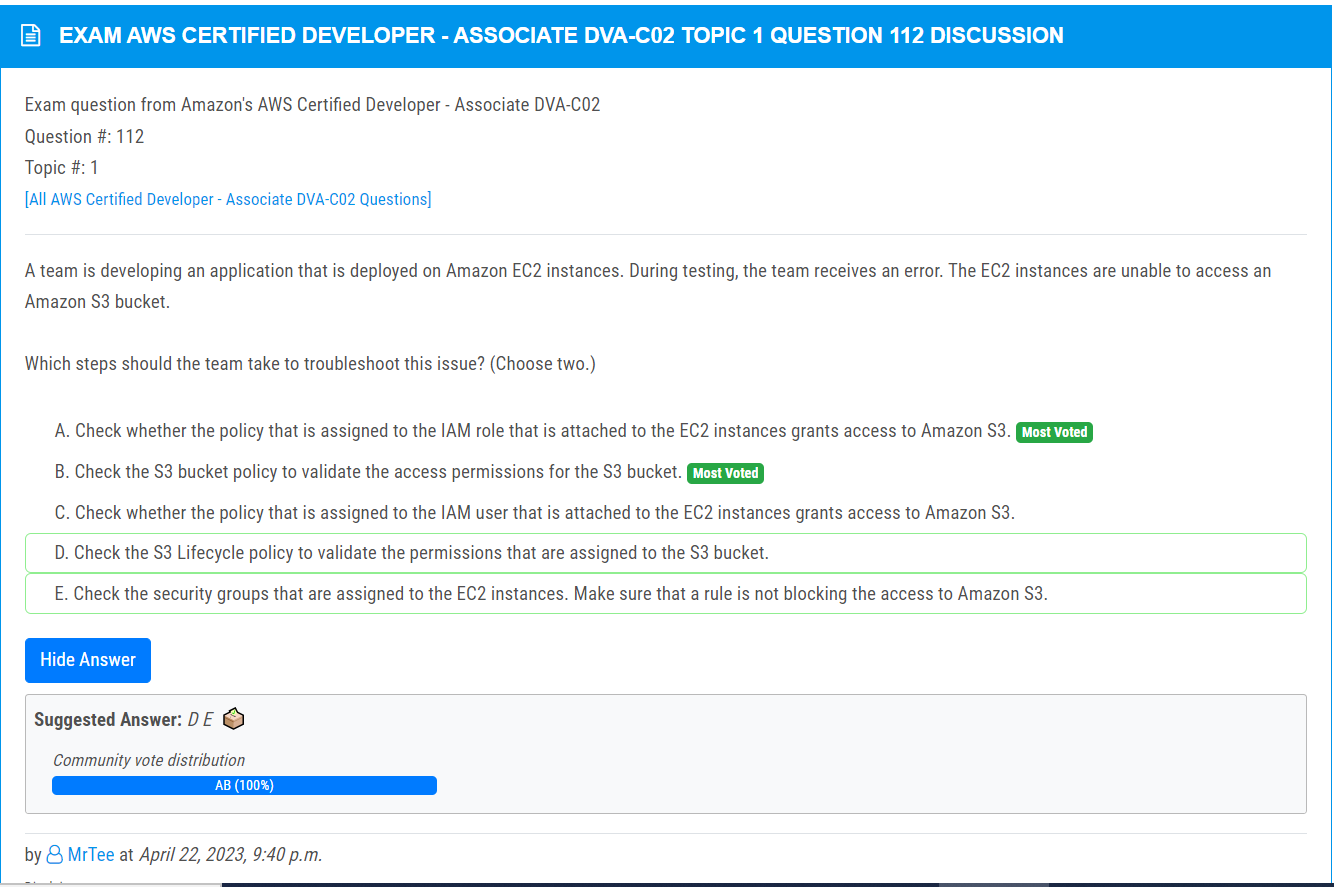 EXAM AWS CERTIFIED DEVELOPER - ASSOCIATE DVA-C02 TOPIC 1 QUESTION 112 DISCUSSION
Exam question from Amazon's AWS Certified Developer - Associate DVA-C02
Question #: 112
Topic #: 1
[All AWS Certified Developer - Associate DVA-C02 Questions]
A team is developing an application that is deployed on Amazon EC2 instances. During testing, the team receives an error. The EC2 instances are unable to access an
Amazon S3 bucket.
Which steps should the team take to troubleshoot this issue? (Choose two.)
A. Check whether the policy that is assigned to the IAM role that is attached to the EC2 instances grants access to Amazon S3. Most Voted
B. Check the S3 bucket policy to validate the access permissions for the S3 bucket. Most Voted
C. Check whether the policy that is assigned to the IAM user that is attached to the EC2 instances grants access to Amazon S3.
D. Check the S3 Lifecycle policy to validate the permissions that are assigned to the S3 bucket.
E. Check the security groups that are assigned to the EC2 instances. Make sure that a rule is not blocking the access to Amazon S3.
Hide Answer
Suggested Answer: D E
Community vote distribution
AB (100%)
by MrTee at April 22, 2023, 9:40 p.m.